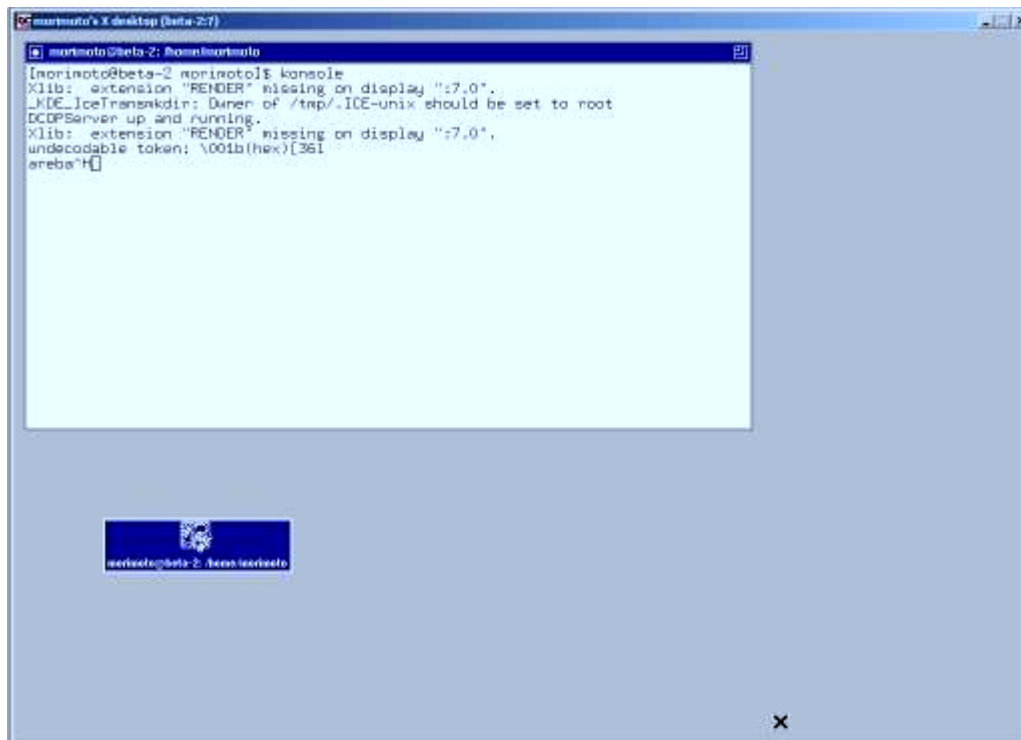 morimoto's X desktop (beta-2:7)
morimoto@beta-2: /home/morimoto
[morimoto@beta-2 morimoto]$ konsole
Xlib:  extension "RENDER" missing on display ":7.0".
_KDE_IceTransmkdir: Owner of /tmp/.ICE-unix should be set to root
DCOPServer up and running.
Xlib:  extension "RENDER" missing on display ":7.0".
undecodable token: \001b(hex)[36l
areba^H
morimoto@beta-2: /home/morimoto